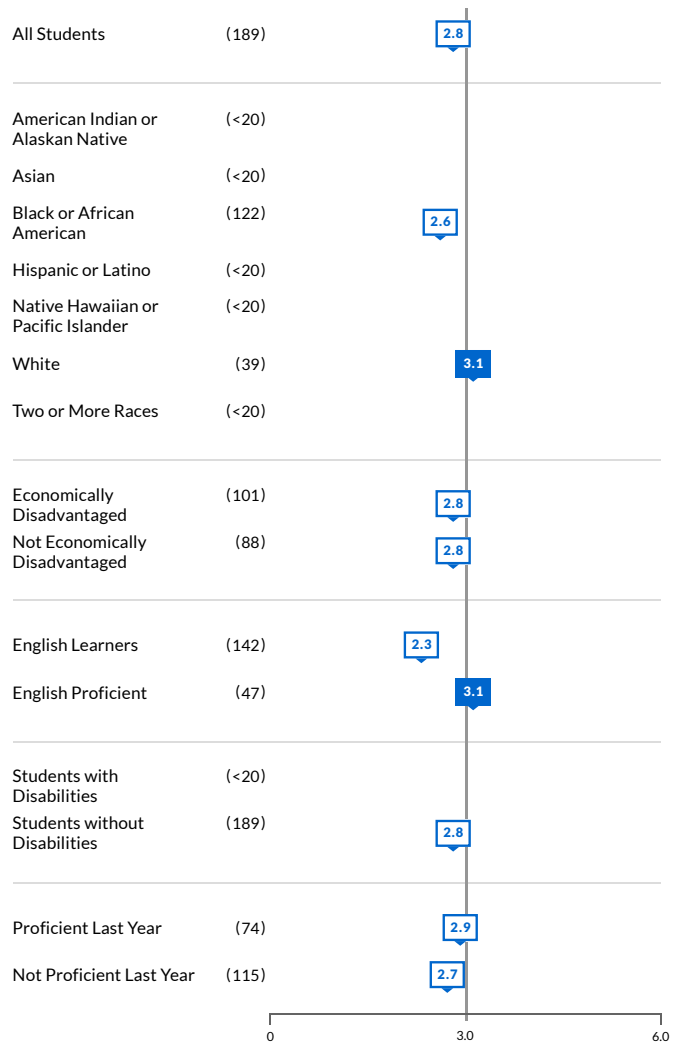 All Students (189) 2.8
American Indian or (<20)
Alaskan Native
Asian (<20)
Black or African (122) 2.6
American
Hispanic or Latino (<20)
Native Hawaiian or (<20)
Pacific Islander
White (39) 3.1
Two or More Races (<20)
Economically (101) 2.8
Disadvantaged
Not Economically (88) 2.8
Disadvantaged
English Learners (142) 2.3
English Proficient (47) 3.1
Students with (<20)
Disabilities
Students without (189) 2.8
Disabilities
Proficient Last Year (74) 2.9
Not Proficient Last Year (115) 2.7
0 3.0 6.0